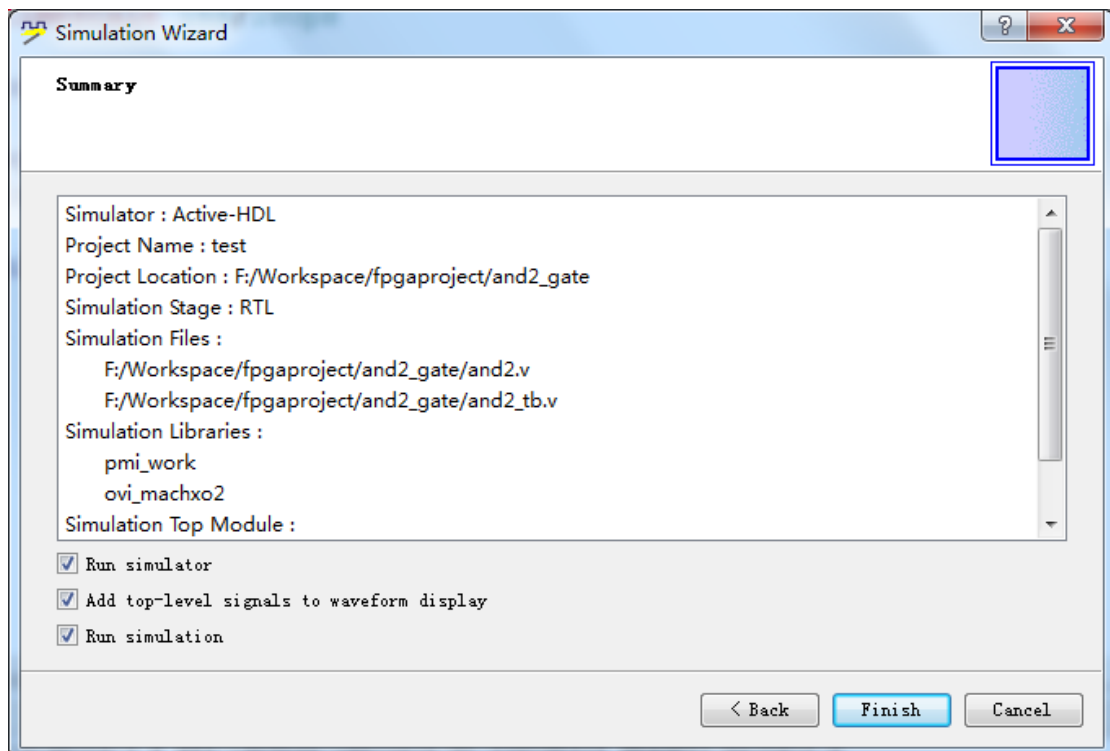 Simulation Wizard
Summary
Simulator : Active-HDL
Project Name : test
Project Location : F:/Workspace/fpgaproject/and2_gate
Simulation Stage : RTL
Simulation Files :
F:/Workspace/fpgaproject/and2_gate/and2.v
F:/Workspace/fpgaproject/and2_gate/and2_tb.v
Simulation Libraries :
pmi_work
ovi_machxo2
Simulation Top Module :
Run simulator
Add top-level signals to waveform display
Run simulation
< Back Finish Cancel